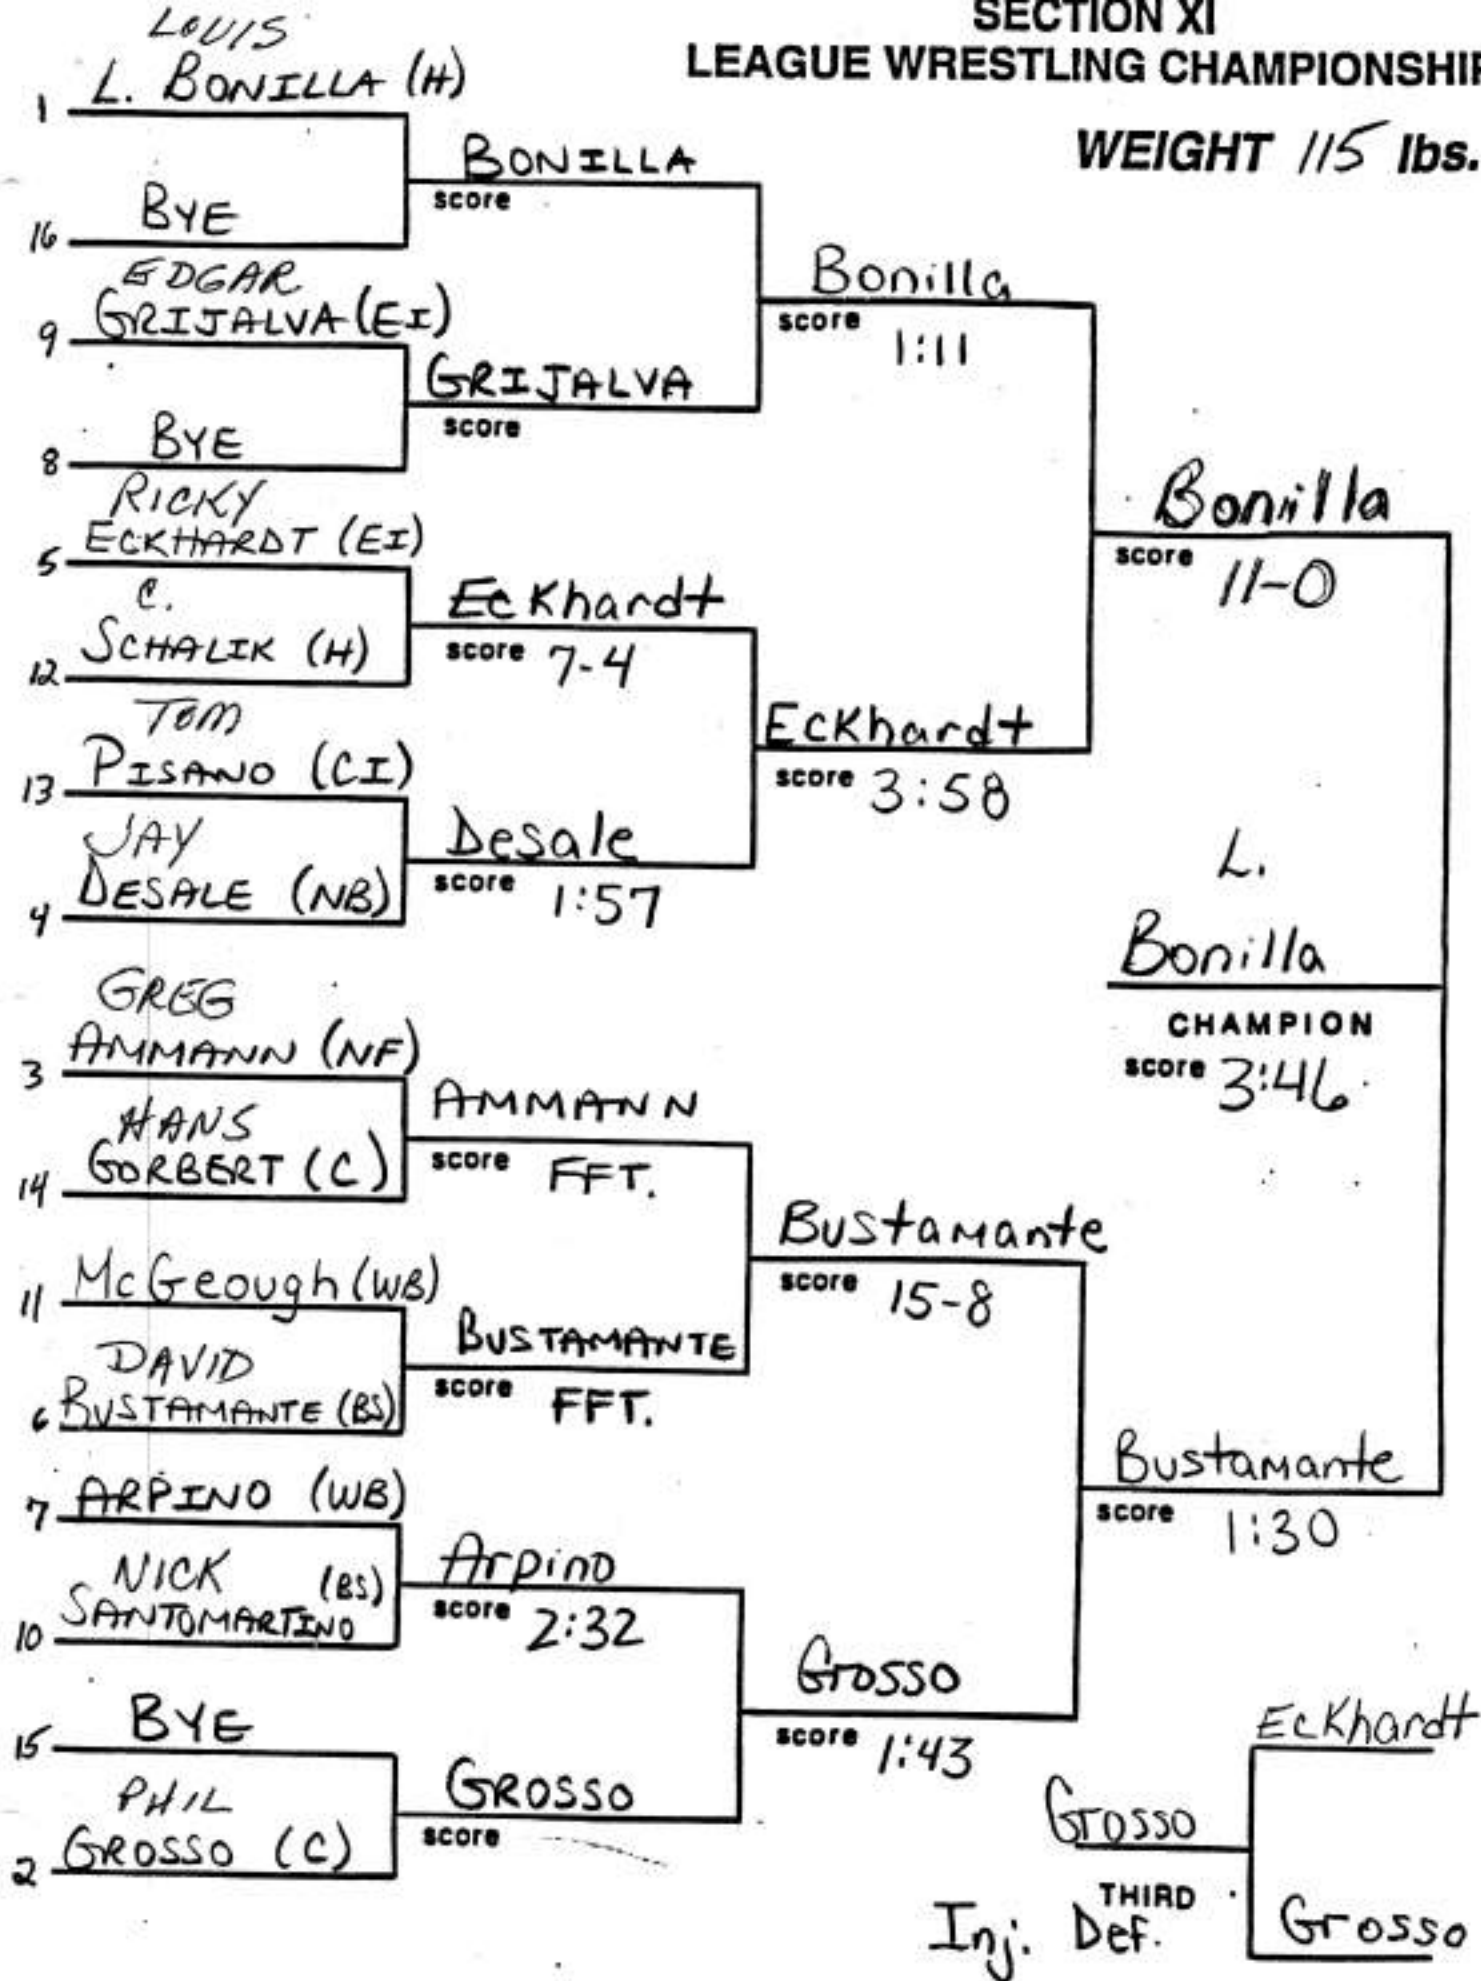 SECTION XI
LEAGUE WRESTLING CHAMPIONSHIP
WEIGHT 115 lbs.
LOUIS
1 L. BONILLA (H)
BONILLA
score
16 BYE
EDGAR
9 GRIJALVA (EI)
Bonilla
score 1:11
GRIJALVA
score
8 BYE
RICKY
5 ECKHARDT (EI)
Bonilla
score 11-0
C.
12 SCHALIK (H)
Eckhardt
score 7-4
TOM
13 PISANO (CI)
Eckhardt
score 3:58
JAY
4 DESALE (NB)
Desale
score 1:57
L.
Bonilla
CHAMPION
score 3:46
GREG
3 AMMANN (NF)
AMMANN
score FFT.
HANS
14 GORBERT (C)
Bustamante
score 15-8
11 McGeough (WB)
BUSTAMANTE
score FFT.
DAVID
6 BUSTAMANTE (BS)
Bustamante
score 1:30
7 ARPINO (WB)
Arpino
score 2:32
NICK (BS)
10 SANTOMARTINO
Grosso
score 1:43
15 BYE
GROSSO
score
PHIL
2 GROSSO (C)
Eckhardt
Grosso
THIRD
Inj. Def.
Grosso